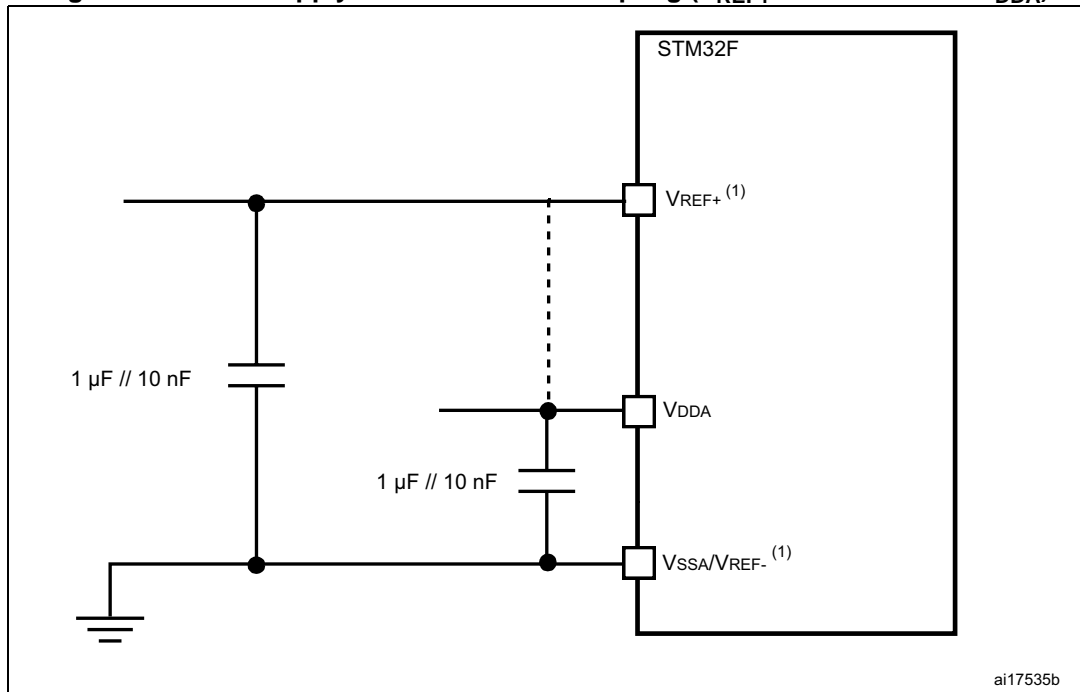 STM32F
VREF+ (1)
1 µF // 10 nF
VDDA
1 µF // 10 nF
VSSA/VREF- (1)
ai17535b